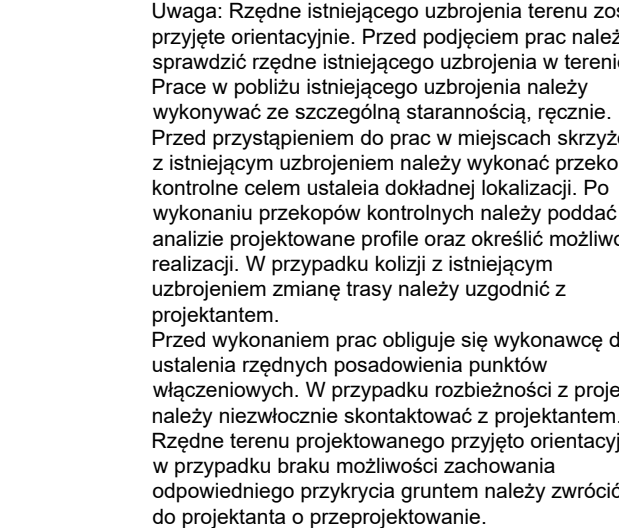 Uwaga: Rzędne istniejącego uzbrojenia terenu zos
przyjęte orientacyjnie. Przed podjęciem prac należ
sprawdzić rzędne istniejącego uzbrojenia w tereni
Prace w pobliżu istniejącego uzbrojenia należy
wykonywać ze szczególną starannością, ręcznie.
Przed przystąpieniem do prac w miejscach skrzyż
z istniejącym uzbrojeniem należy wykonać przeko
kontrolne celem ustaleia dokładnej lokalizacji. Po
wykonaniu przekopów kontrolnych należy poddać
analizie projektowane profile oraz określić możliwo
realizacji. W przypadku kolizji z istniejącym
uzbrojeniem zmianę trasy należy uzgodnić z
projektantem.
Przed wykonaniem prac obliguje się wykonawcę d
ustalenia rzędnych posadowienia punktów
włączeniowych. W przypadku rozbieżności z proje
należy niezwłocznie skontaktować z projektantem.
Rzędne terenu projektowanego przyjęto orientacyj
w przypadku braku możliwości zachowania
odpowiedniego przykrycia gruntem należy zwrócić
do projektanta o przeprojektowanie.